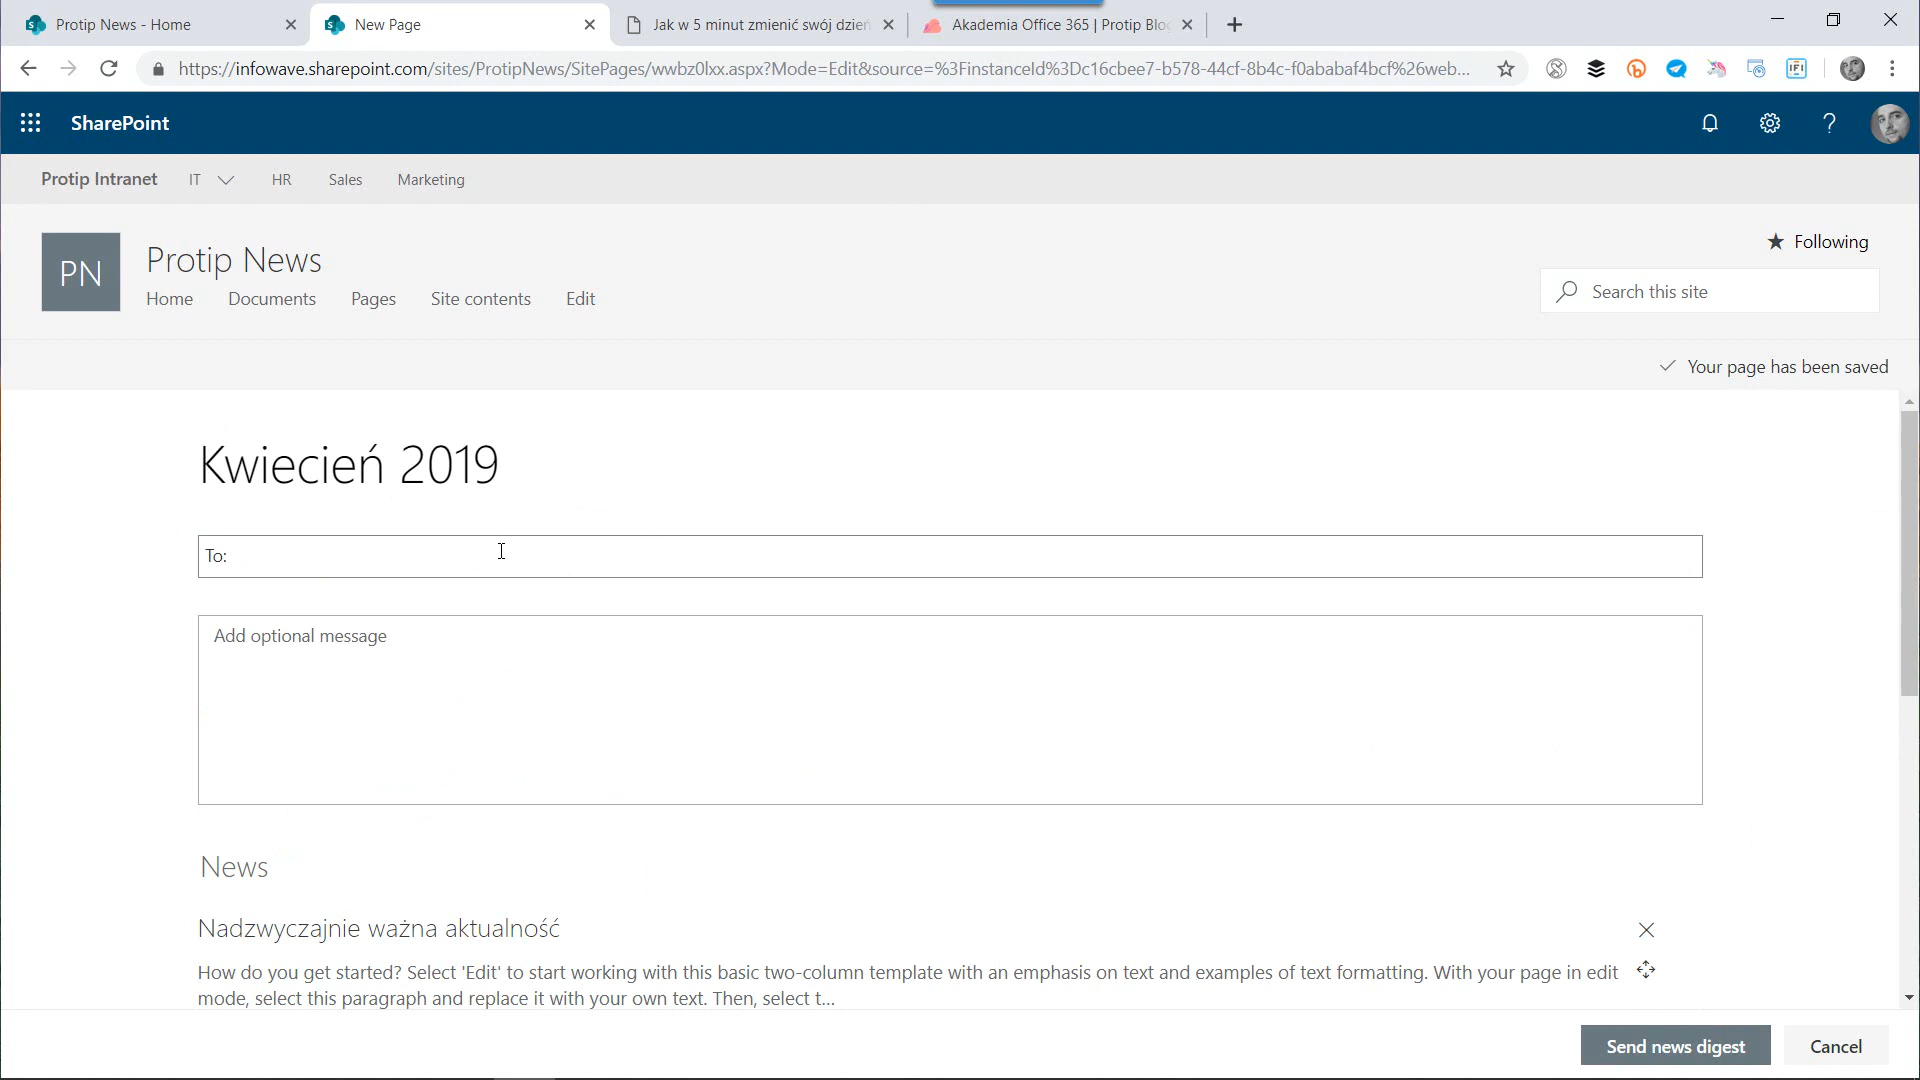 Protip News - Home
New Page
Jak w 5 minut zmienić swój dzień
Akademia Office 365 | Protip Blog
https://infowave.sharepoint.com/sites/ProtipNews/SitePages/wwbz0lxx.aspx?Mode=Edit&source=%3FinstanceId%3Dc16cbee7-b578-44cf-8b4c-f0ababaf4bcf%26web...
SharePoint
Protip Intranet IT HR Sales Marketing
PN
Protip News
Following
Home Documents Pages Site contents Edit
Search this site
Your page has been saved
Kwiecień 2019
To:
Add optional message
News
Nadzwyczajnie ważna aktualność
How do you get started? Select 'Edit' to start working with this basic two-column template with an emphasis on text and examples of text formatting. With your page in edit
mode, select this paragraph and replace it with your own text. Then, select t...
Send news digest
Cancel